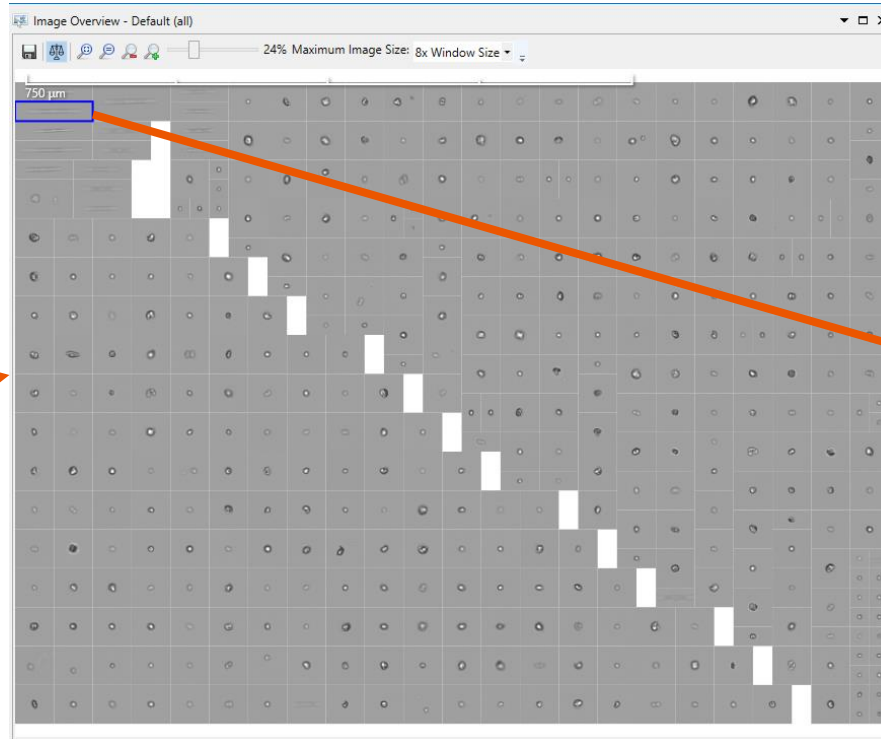 Image Overview - Default (all)
24% Maximum Image Size: 8x Window Size
750 µm